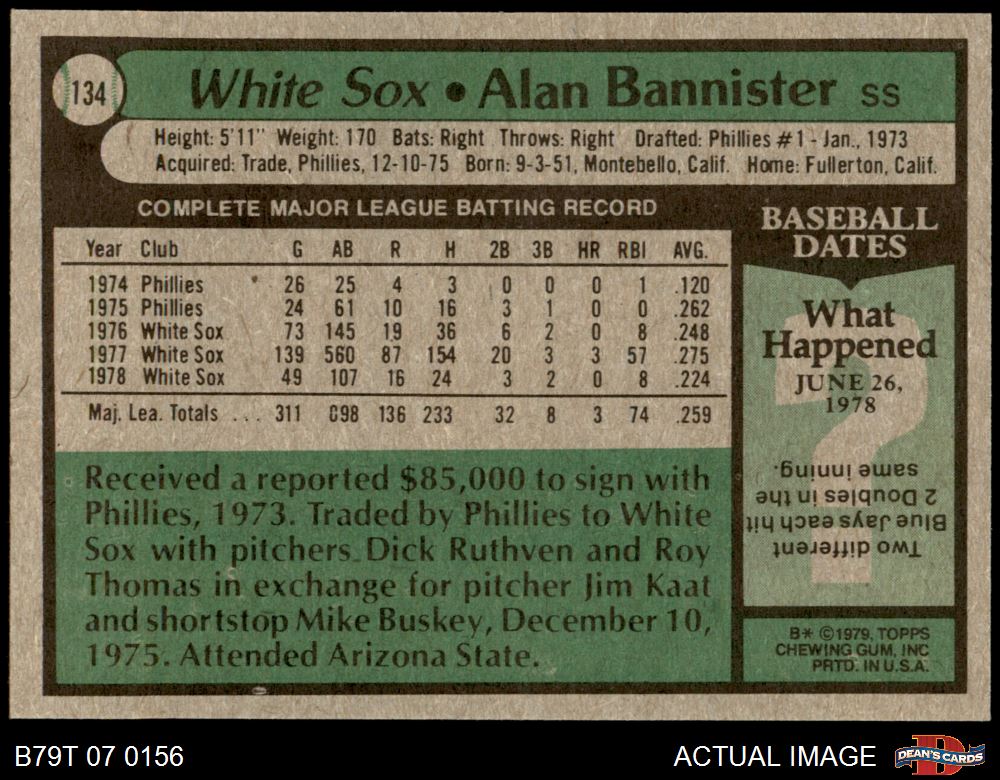 134
White Sox • Alan Bannister SS
Height: 5'11" Weight: 170 Bats: Right Throws: Right Drafted: Phillies #1 - Jan., 1973
Acquired: Trade, Phillies, 12-10-75 Born: 9-3-51, Montebello, Calif. Home: Fullerton, Calif.
COMPLETE MAJOR LEAGUE BATTING RECORD
Year Club G AB R H 2B 3B HR RBI AVG.
1974 Phillies 26 25 4 3 0 0 0 1 .120
1975 Phillies 24 61 10 16 3 1 0 0 .262
1976 White Sox 73 145 19 36 6 2 0 8 .248
1977 White Sox 139 560 87 154 20 3 3 57 .275
1978 White Sox 49 107 16 24 3 2 0 8 .224
Maj. Lea. Totals ... 311 898 136 233 32 8 3 74 .259
Received a reported $85,000 to sign with
Phillies, 1973. Traded by Phillies to White
Sox with pitchers Dick Ruthven and Roy
Thomas in exchange for pitcher Jim Kaat
and shortstop Mike Buskey, December 10,
1975. Attended Arizona State.
BASEBALL
DATES
What
Happened
JUNE 26,
1978
Two different
Blue Jays each hit
2 Doubles in the
same inning.
B* ©1979, TOPPS
CHEWING GUM, INC
PRTD. IN U.S.A.
B79T 07 0156
ACTUAL IMAGE
DEAN'S CARDS